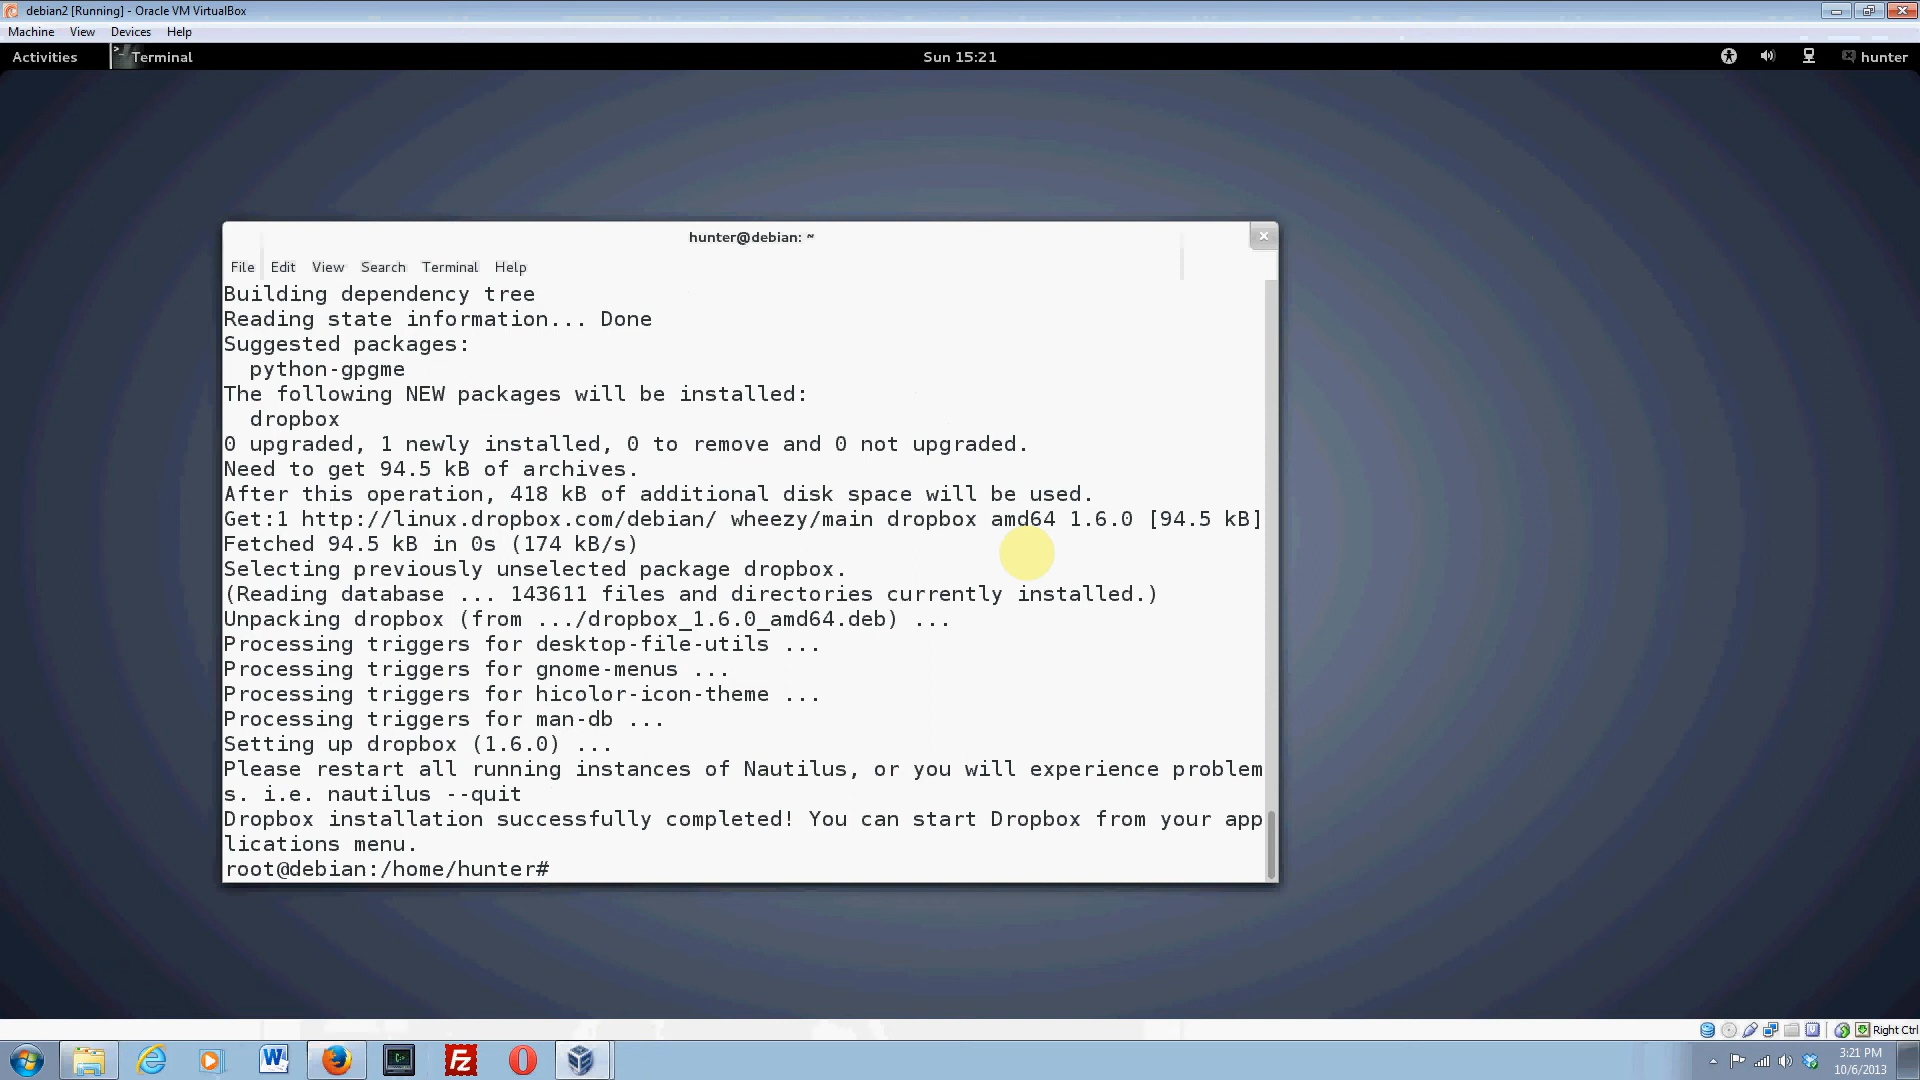 debian2 [Running] - Oracle VM VirtualBox
Machine View Devices Help
Activities Terminal Sun 15:21 hunter
hunter@debian: ~
File Edit View Search Terminal Help
Building dependency tree
Reading state information... Done
Suggested packages:
python-gpgme
The following NEW packages will be installed:
dropbox
0 upgraded, 1 newly installed, 0 to remove and 0 not upgraded.
Need to get 94.5 kB of archives.
After this operation, 418 kB of additional disk space will be used.
Get:1 http://linux.dropbox.com/debian/ wheezy/main dropbox amd64 1.6.0 [94.5 kB]
Fetched 94.5 kB in 0s (174 kB/s)
Selecting previously unselected package dropbox.
(Reading database ... 143611 files and directories currently installed.)
Unpacking dropbox (from .../dropbox_1.6.0_amd64.deb) ...
Processing triggers for desktop-file-utils ...
Processing triggers for gnome-menus ...
Processing triggers for hicolor-icon-theme ...
Processing triggers for man-db ...
Setting up dropbox (1.6.0) ...
Please restart all running instances of Nautilus, or you will experience problem
s. i.e. nautilus --quit
Dropbox installation successfully completed! You can start Dropbox from your app
lications menu.
root@debian:/home/hunter#
Right Ctrl
3:21 PM
10/6/2013